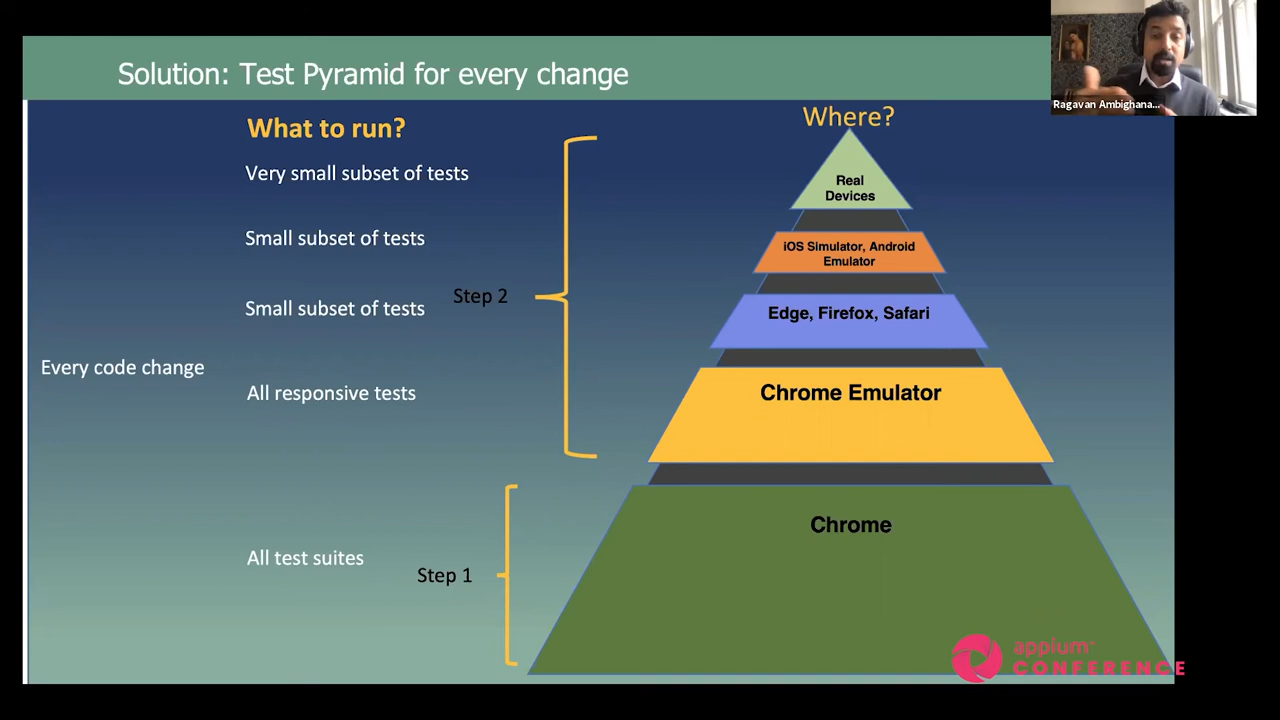 Solution: Test Pyramid for every change
Ragavan Ambighana...
What to run?
Where?
Very small subset of tests
Real
Devices
Small subset of tests
iOS Simulator, Android
Emulator
Step 2
Small subset of tests
Edge, Firefox, Safari
Every code change
All responsive tests
Chrome Emulator
Chrome
All test suites
Step 1
appium™
CONFERENCE